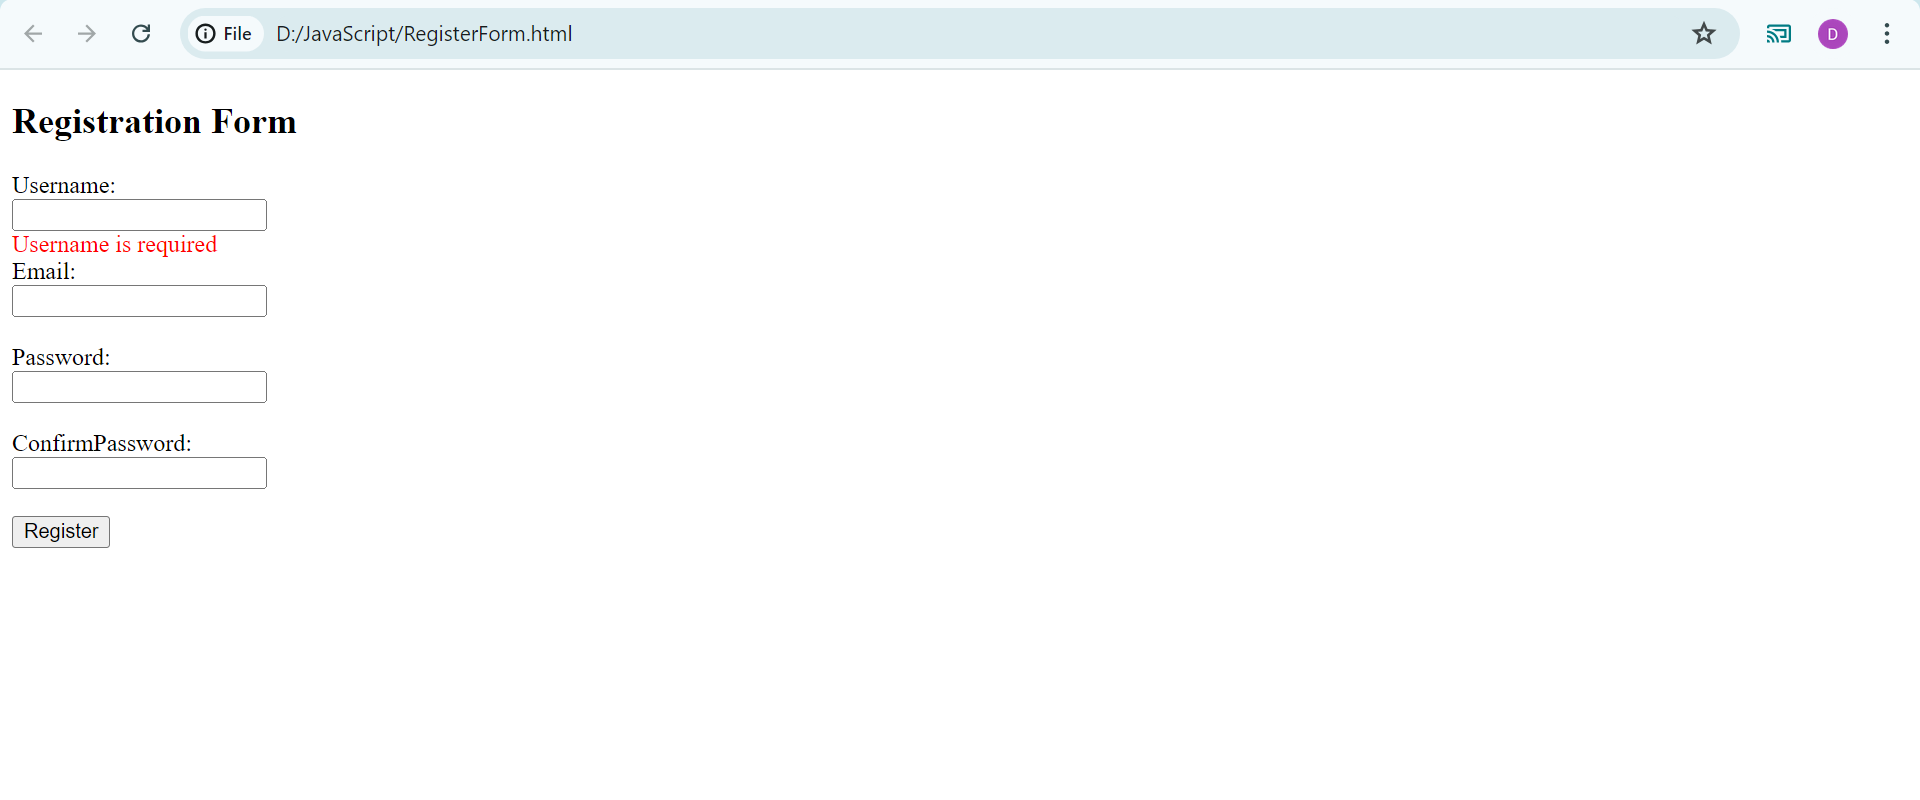 File D:/JavaScript/RegisterForm.html D
Registration Form
Username:
Username is required
Email:
Password:
ConfirmPassword:
Register